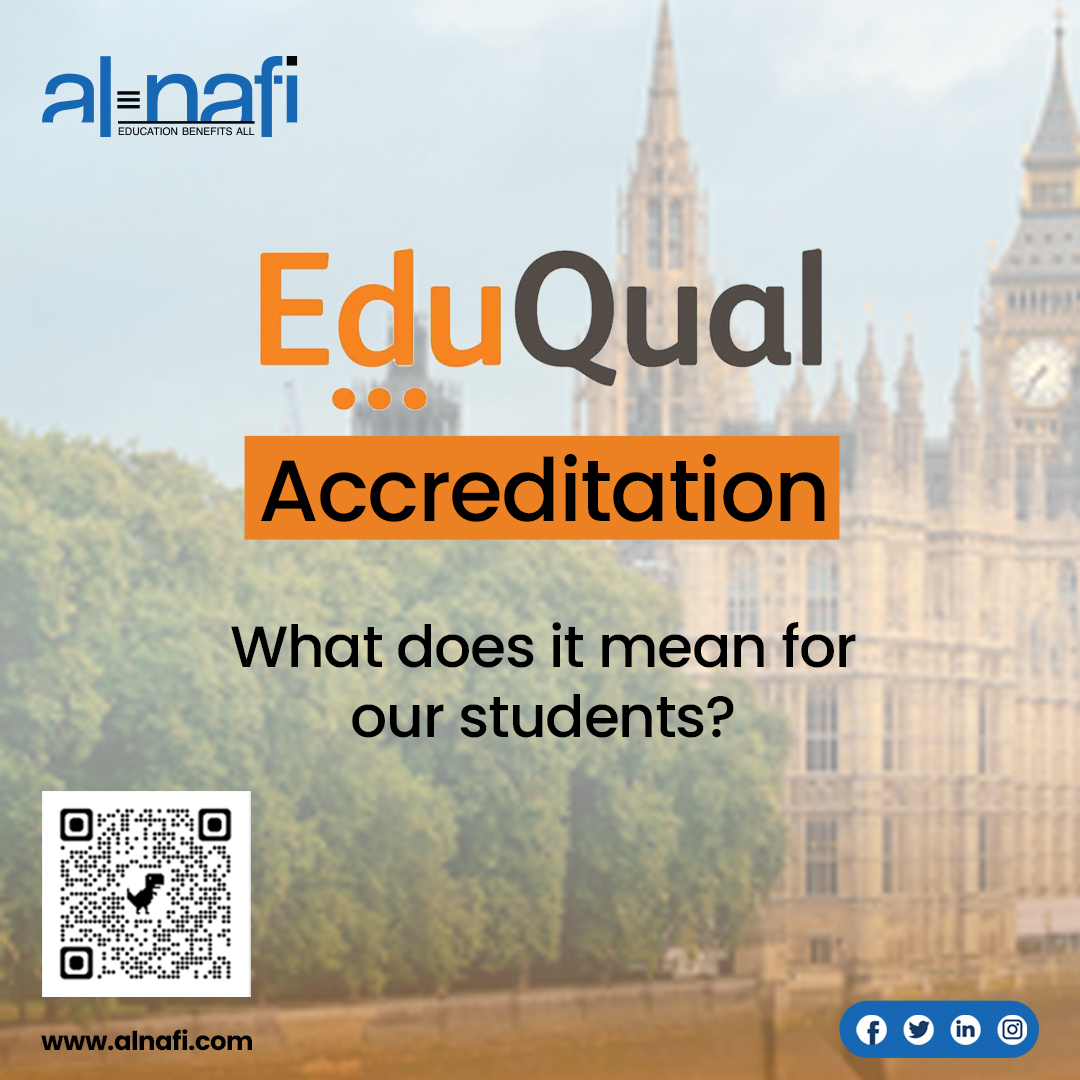 al-nafi
EDUCATION BENEFITS ALL
EduQual
Accreditation
What does it mean for
our students?
www.alnafi.com